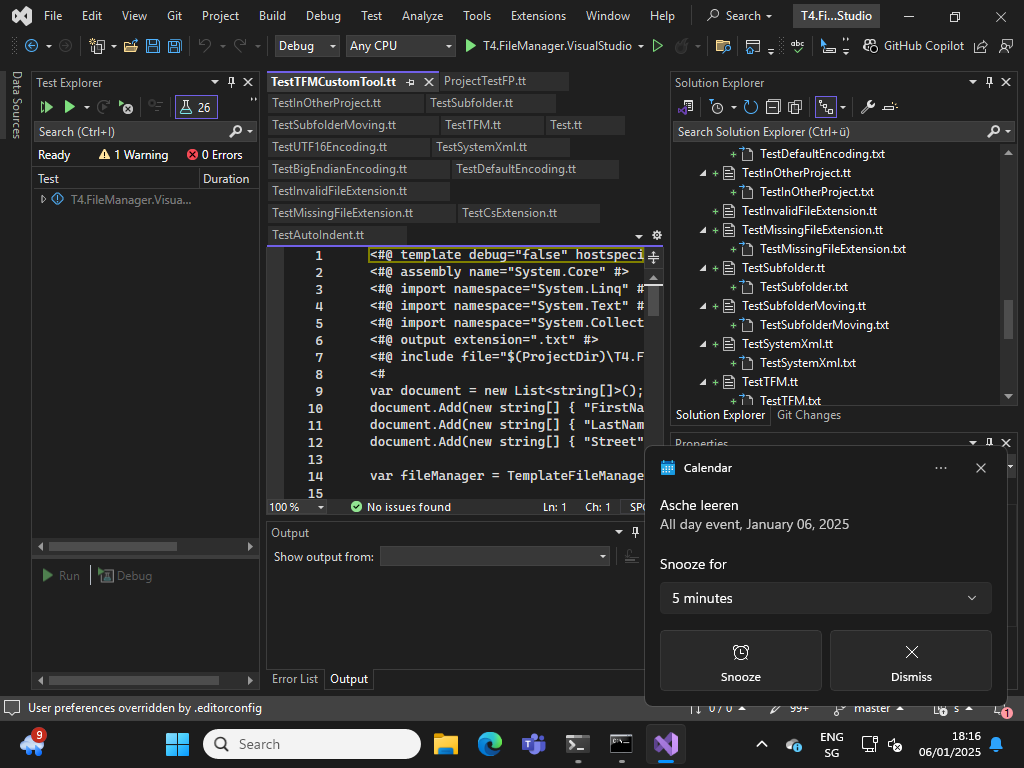 File Edit View Git Project Build Debug Test Analyze Tools Extensions Window Help Search T4.Fi...Studio
Debug Any CPU T4.FileManager.VisualStudio GitHub Copilot
Data Sources
Test Explorer
26
Search (Ctrl+I)
Ready 1 Warning 0 Errors
Test Duration
T4.FileManager.Visua...
Run Debug
TestTFMCustomTool.tt ProjectTestFP.tt
TestInOtherProject.tt TestSubfolder.tt
TestSubfolderMoving.tt TestTFM.tt Test.tt
TestUTF16Encoding.tt TestSystemXml.tt
TestBigEndianEncoding.tt TestDefaultEncoding.tt
TestInvalidFileExtension.tt
TestMissingFileExtension.tt TestCsExtension.tt
TestAutoIndent.tt
1 <#@ template debug="false" hostspeci
2 <#@ assembly name="System.Core" #>
3 <#@ import namespace="System.Linq" #
4 <#@ import namespace="System.Text" #
5 <#@ import namespace="System.Collect
6 <#@ output extension=".txt" #>
7 <#@ include file="$(ProjectDir)\T4.F
8 <#
9 var document = new List<string[]>();
10 document.Add(new string[] { "FirstNa
11 document.Add(new string[] { "LastNam
12 document.Add(new string[] { "Street"
13
14 var fileManager = TemplateFileManage
15
100 % No issues found Ln: 1 Ch: 1 SPC
Output
Show output from:
Error List Output
Solution Explorer
Search Solution Explorer (Ctrl+ü)
TestDefaultEncoding.txt
TestInOtherProject.tt
TestInOtherProject.txt
TestInvalidFileExtension.tt
TestMissingFileExtension.tt
TestMissingFileExtension.txt
TestSubfolder.tt
TestSubfolder.txt
TestSubfolderMoving.tt
TestSubfolderMoving.txt
TestSystemXml.tt
TestSystemXml.txt
TestTFM.tt
TestTFM.txt
Solution Explorer Git Changes
Properties
Calendar
Asche leeren
All day event, January 06, 2025
Snooze for
5 minutes
Snooze Dismiss
User preferences overridden by .editorconfig 0 / 0 99+ master s 1
9 Search ENG
SG
18:16
06/01/2025